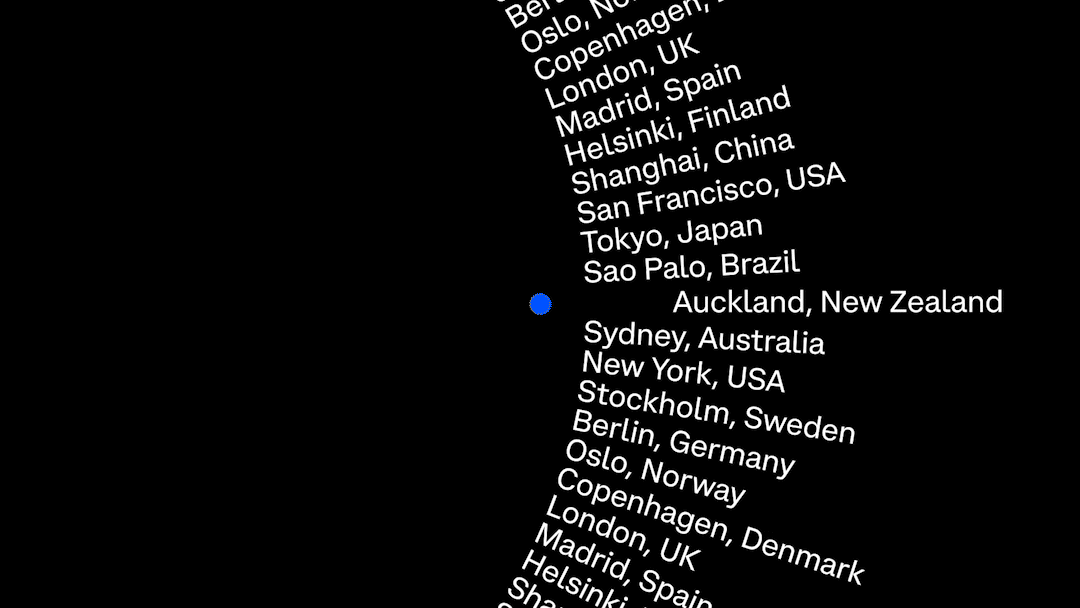 Oslo,
Copenhagen,
London, UK
Madrid, Spain
Helsinki, Finland
Shanghai, China
San Francisco, USA
Tokyo, Japan
Sao Palo, Brazil
Auckland, New Zealand
Sydney, Australia
New York, USA
Stockholm, Sweden
Berlin, Germany
Oslo, Norway
Copenhagen, Denmark
London, UK
Madrid, Spain
Helsinki,